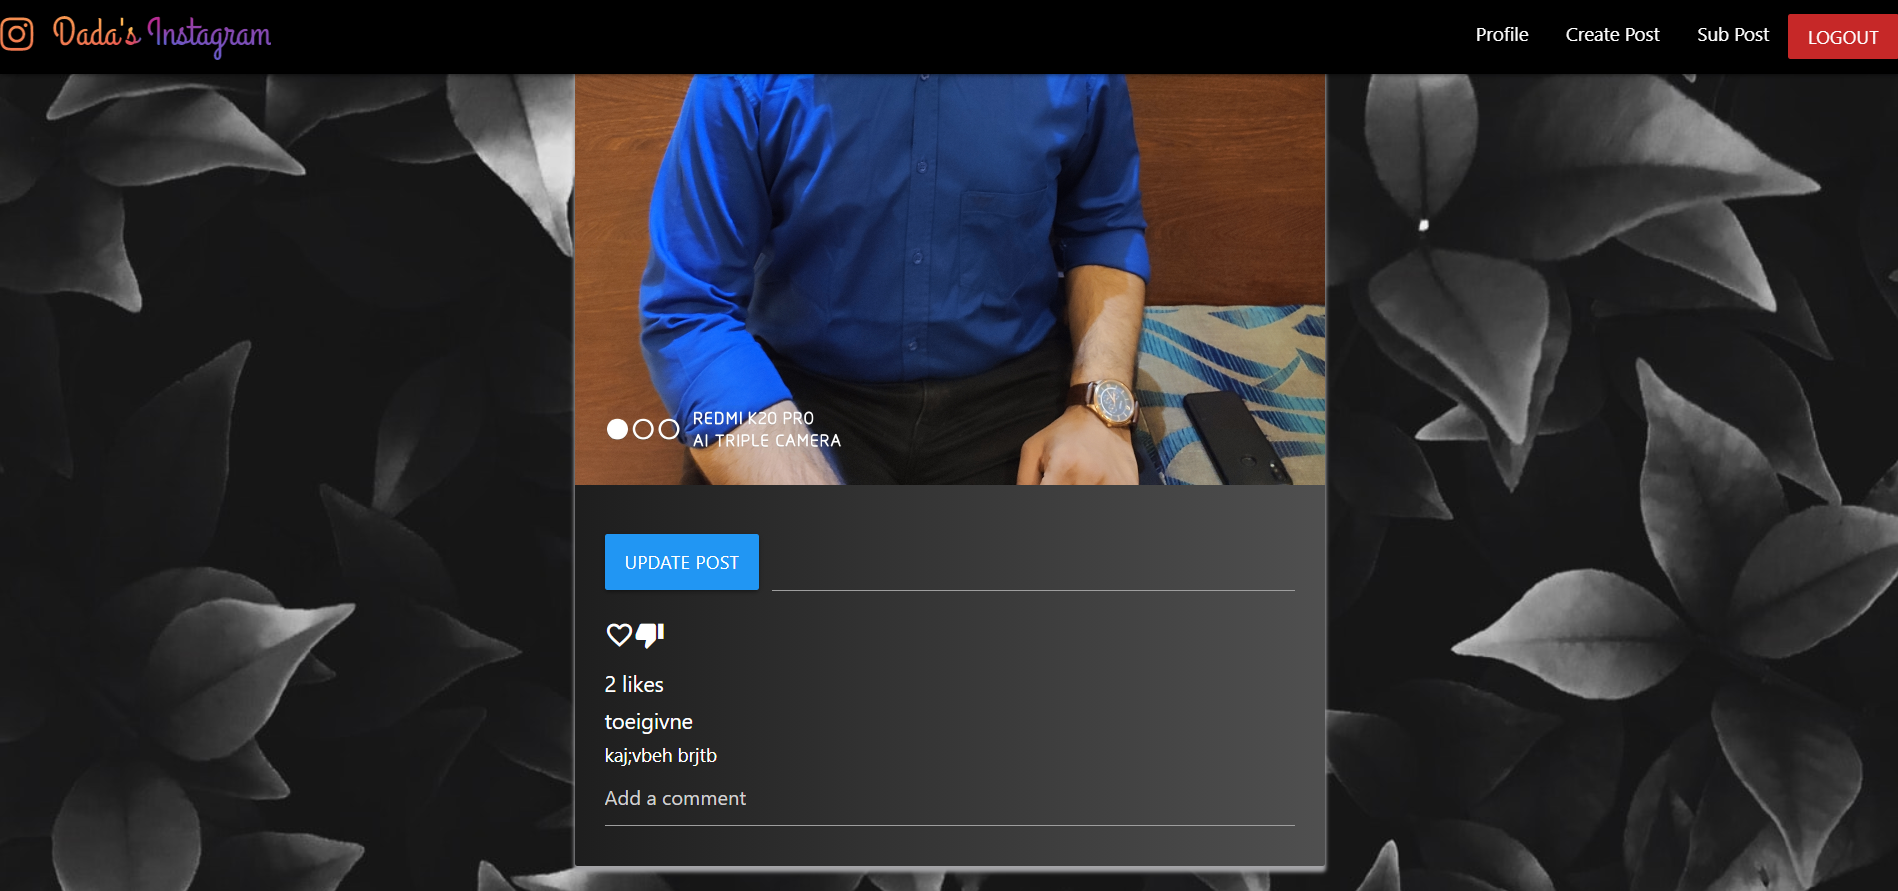 Dada's Instagram
Profile Create Post Sub Post LOGOUT
REDMI K20 PRO
AI TRIPLE CAMERA
UPDATE POST
2 likes
toeigivne
kaj;vbeh brjtb
Add a comment